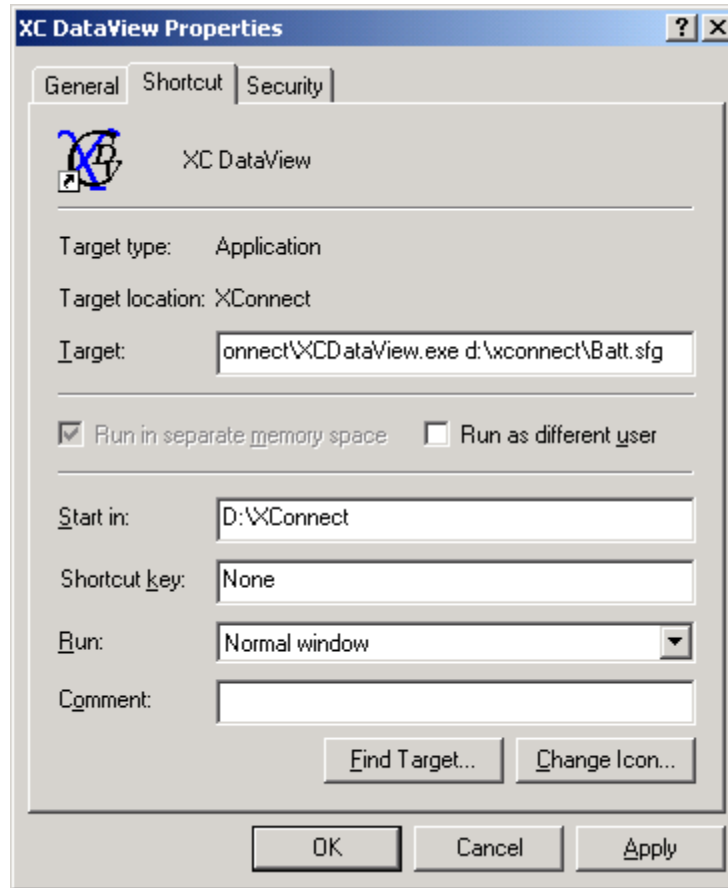 XC DataView Properties
General Shortcut Security
XC DataView
Target type: Application
Target location: XConnect
Target: onnect\XCDataView.exe d:\xconnect\Batt.sfg
Run in separate memory space Run as different user
Start in: D:\XConnect
Shortcut key: None
Run: Normal window
Comment:
Find Target... Change Icon...
OK Cancel Apply